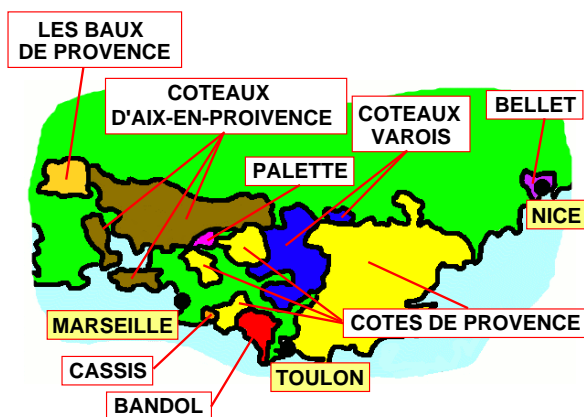 LES BAUX
DE PROVENCE
COTEAUX
D'AIX-EN-PROIVENCE
COTEAUX
VAROIS
BELLET
PALETTE
NICE
MARSEILLE
COTES DE PROVENCE
CASSIS
TOULON
BANDOL